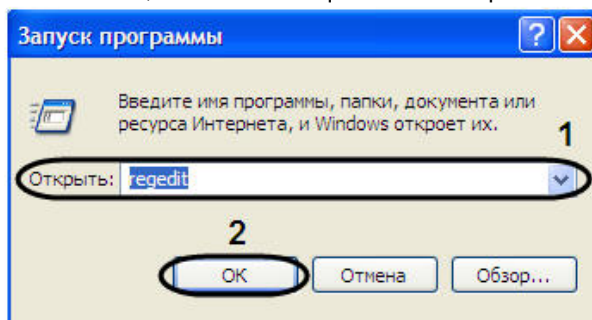 Запуск программы
Введите имя программы, папки, документа или
ресурса Интернета, и Windows откроет их.
1
Открыть: regedit
2
ОК Отмена Обзор...